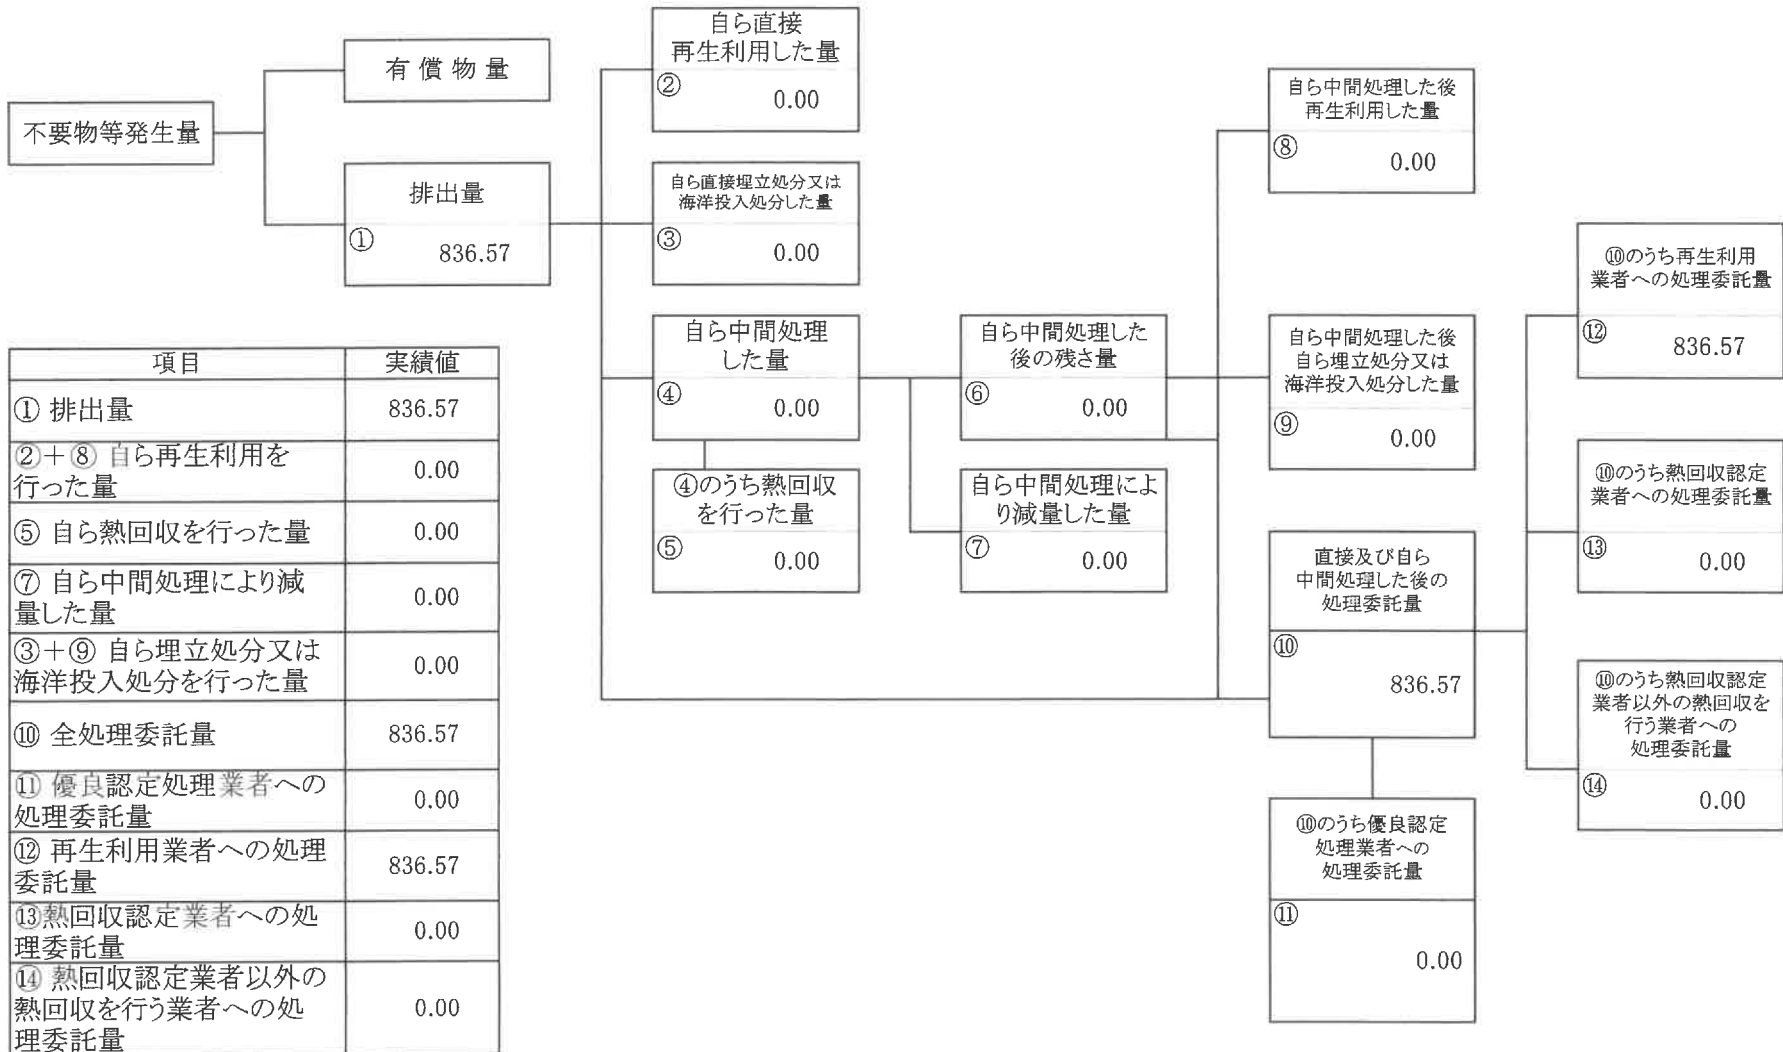 不要物等発生量
有償物量
排出量
①
836.57
自ら直接
再生利用した量
②
0.00
自ら直接埋立処分又は
海洋投入処分した量
③
0.00
自ら中間処理
した量
④
0.00
④のうち熱回収
を行った量
⑤
0.00
自ら中間処理した
後の残さ量
⑥
0.00
自ら中間処理によ
り減量した量
⑦
0.00
自ら中間処理した後
再生利用した量
⑧
0.00
自ら中間処理した後
自ら埋立処分又は
海洋投入処分した量
⑨
0.00
直接及び自ら
中間処理した後の
処理委託量
⑩
836.57
⑩のうち優良認定
処理業者への
処理委託量
⑪
0.00
⑩のうち再生利用
業者への処理委託量
⑫
836.57
⑩のうち熱回収認定
業者への処理委託量
⑬
0.00
⑩のうち熱回収認定
業者以外の熱回収を
行う業者への
処理委託量
⑭
0.00
項目 実績値
① 排出量 836.57
②+⑧ 自ら再生利用を
行った量 0.00
⑤ 自ら熱回収を行った量 0.00
⑦ 自ら中間処理により減
量した量 0.00
③+⑨ 自ら埋立処分又は
海洋投入処分を行った量 0.00
⑩ 全処理委託量 836.57
⑪ 優良認定処理業者への
処理委託量 0.00
⑫ 再生利用業者への処理
委託量 836.57
⑬熱回収認定業者への処
理委託量 0.00
⑭ 熱回収認定業者以外の
熱回収を行う業者への処
理委託量 0.00